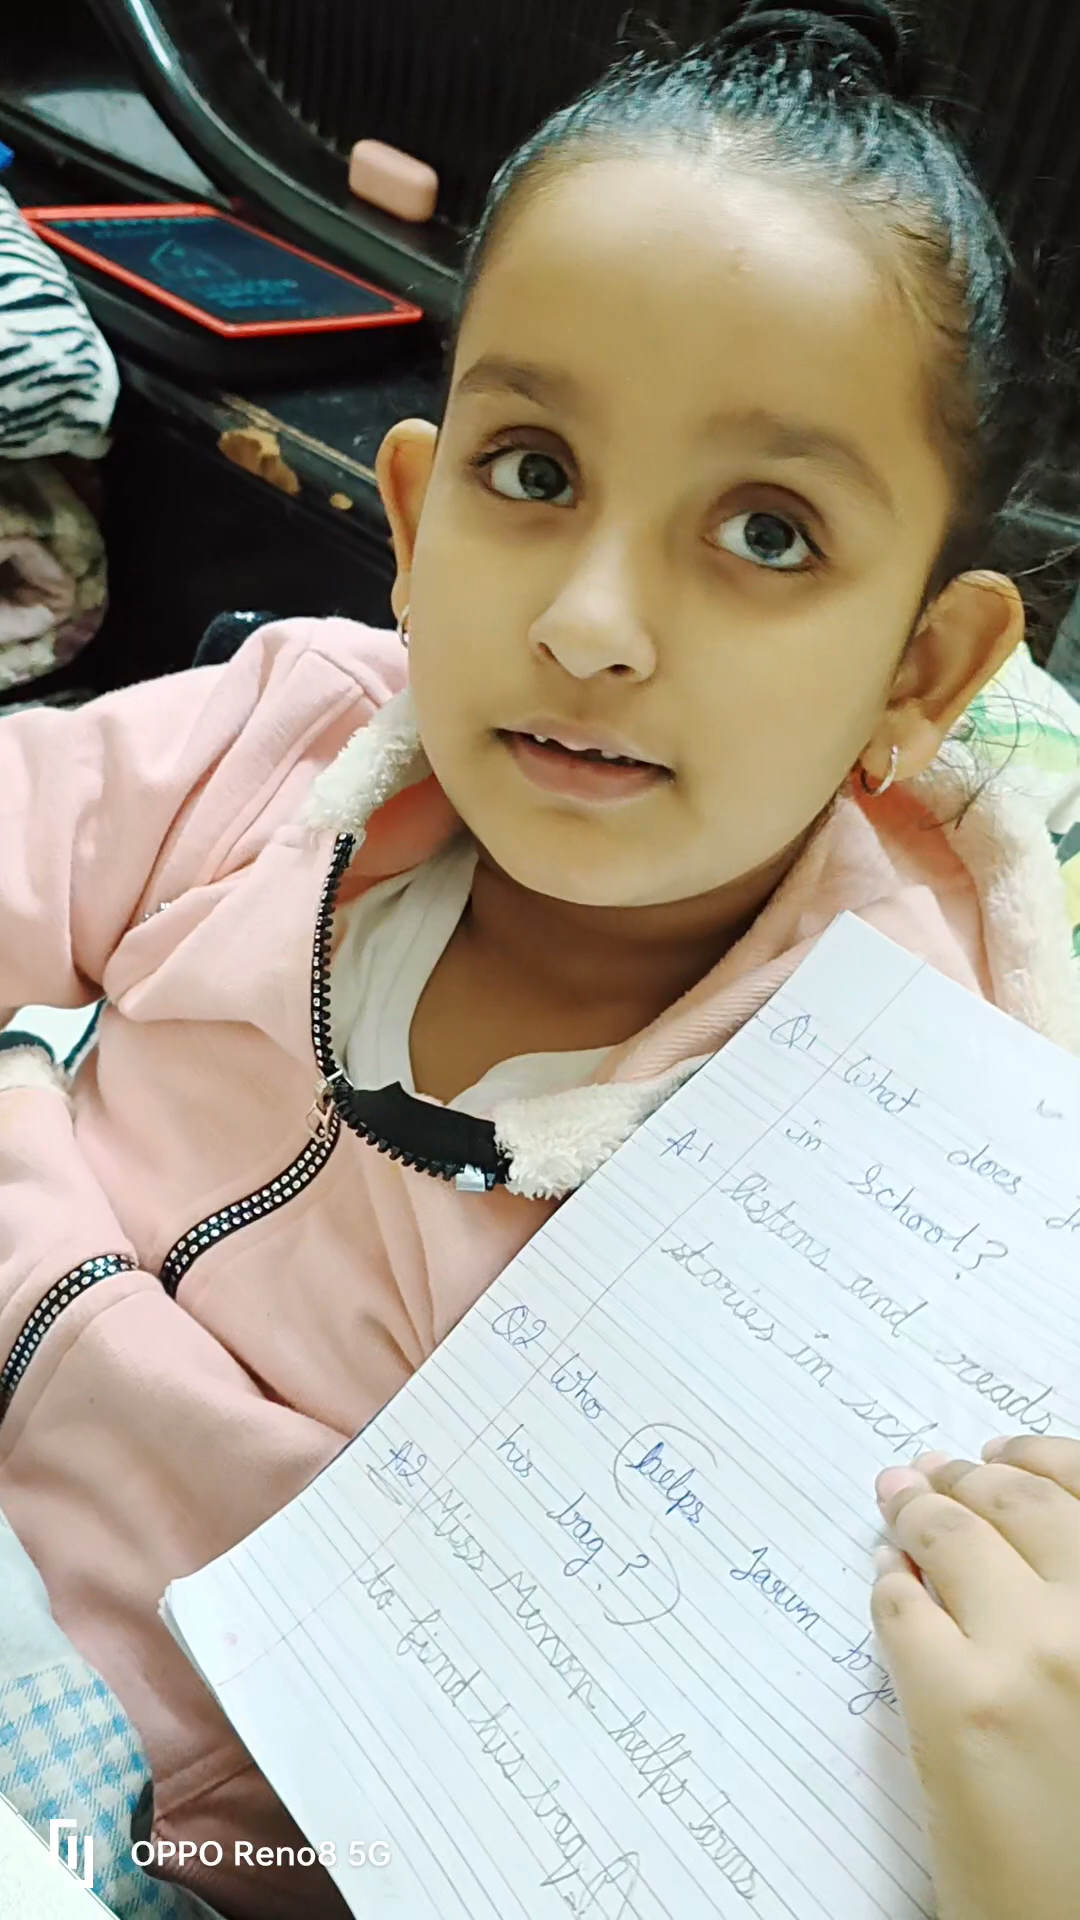 Q1 What does
in School?
A1 listens and reads
stories in sch
Q2 Who helps Tarun to
his bag?
A2 Miss Menon helps Tarun
to find his bag.
OPPO Reno8 5G